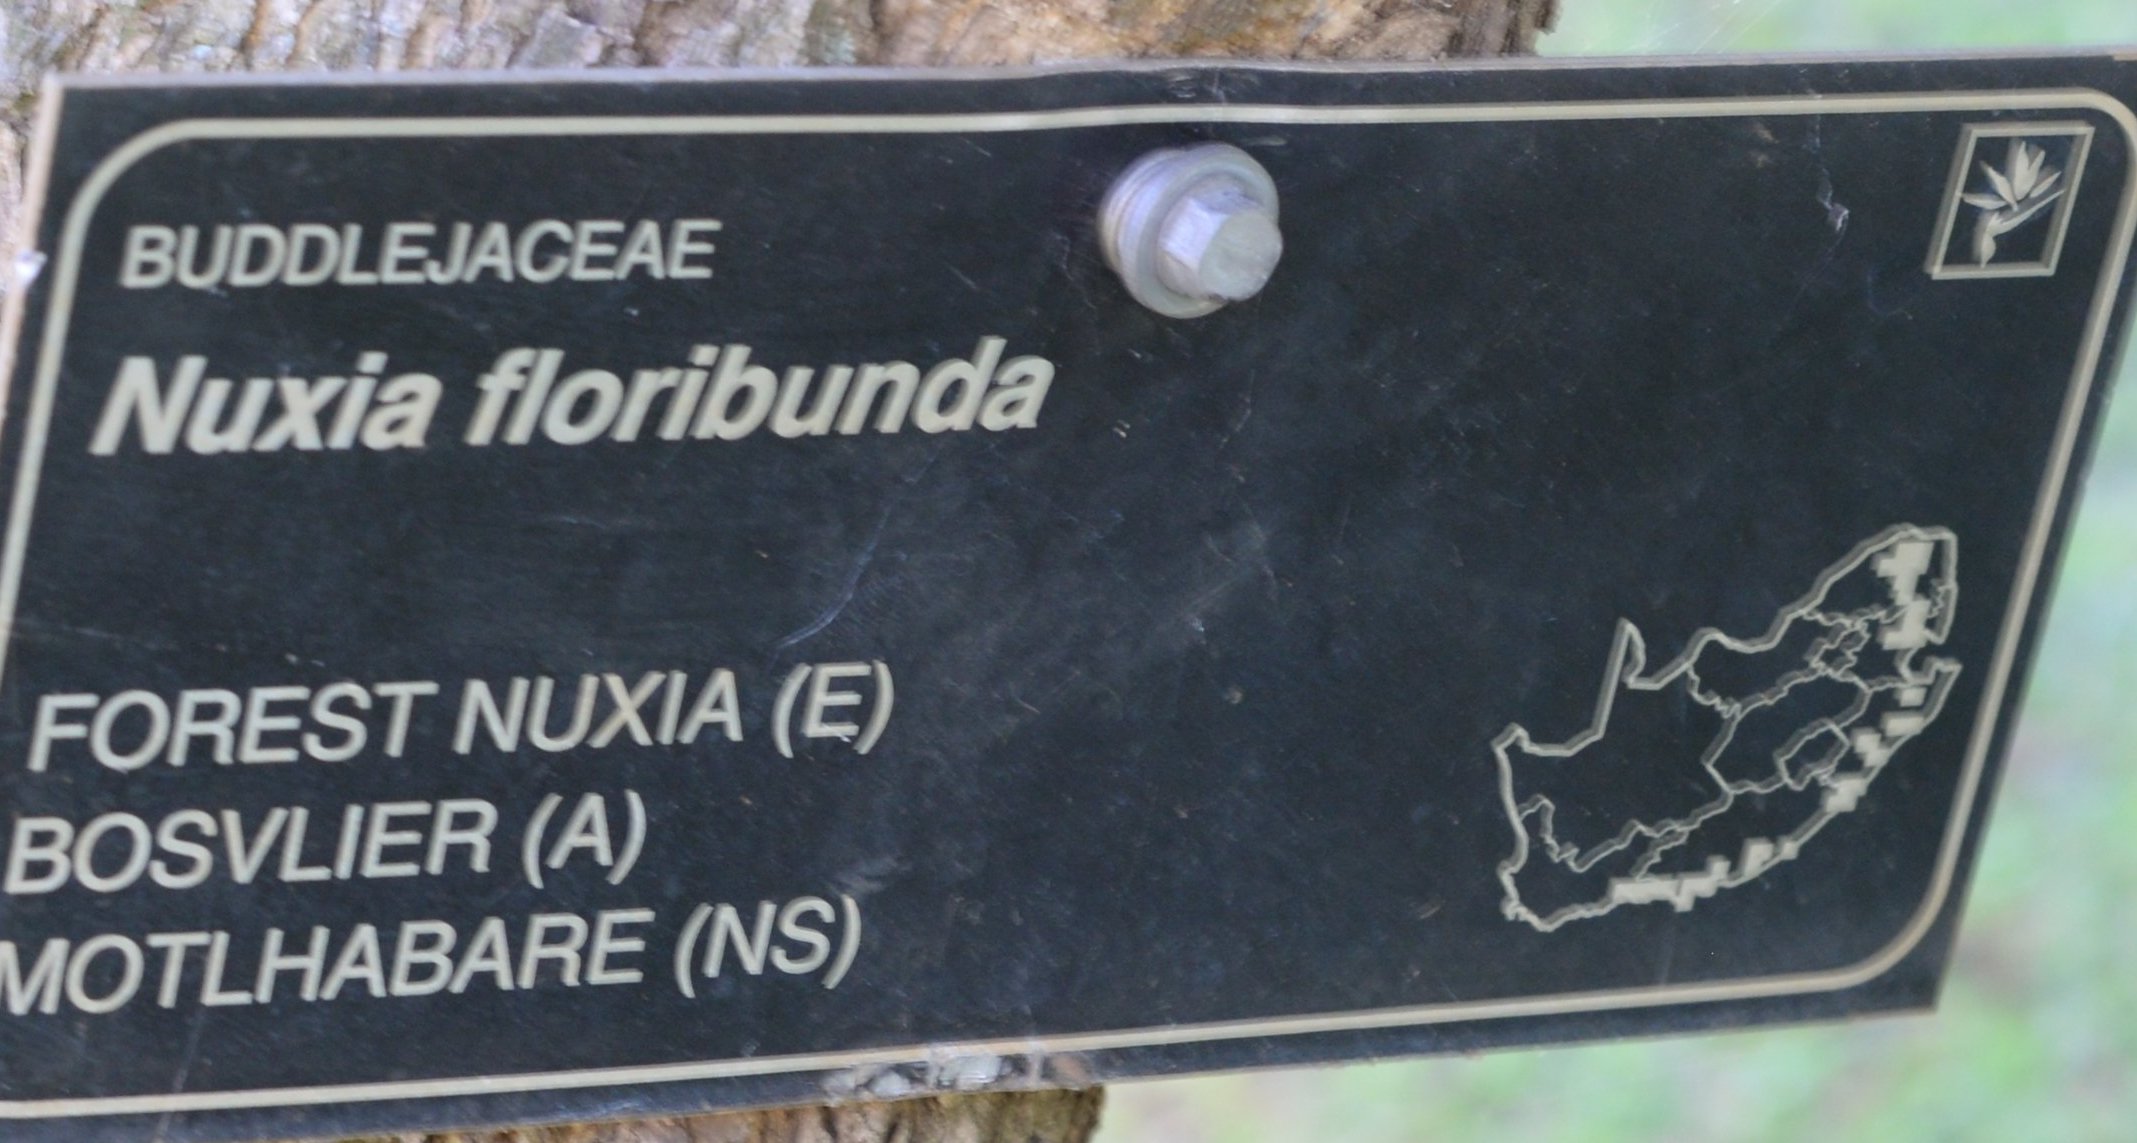 BUDDLEJACEAE
Nuxia floribunda
FOREST NUXIA (E)
BOSVLIER (A)
MOTLHABARE (NS)